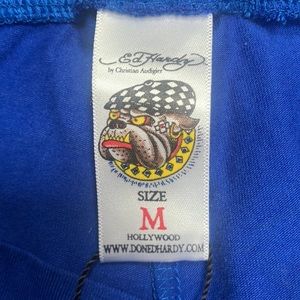 Ed Hardy
by Christian Audigier
SIZE
M
HOLLYWOOD
WWW.DONEDHARDY.COM